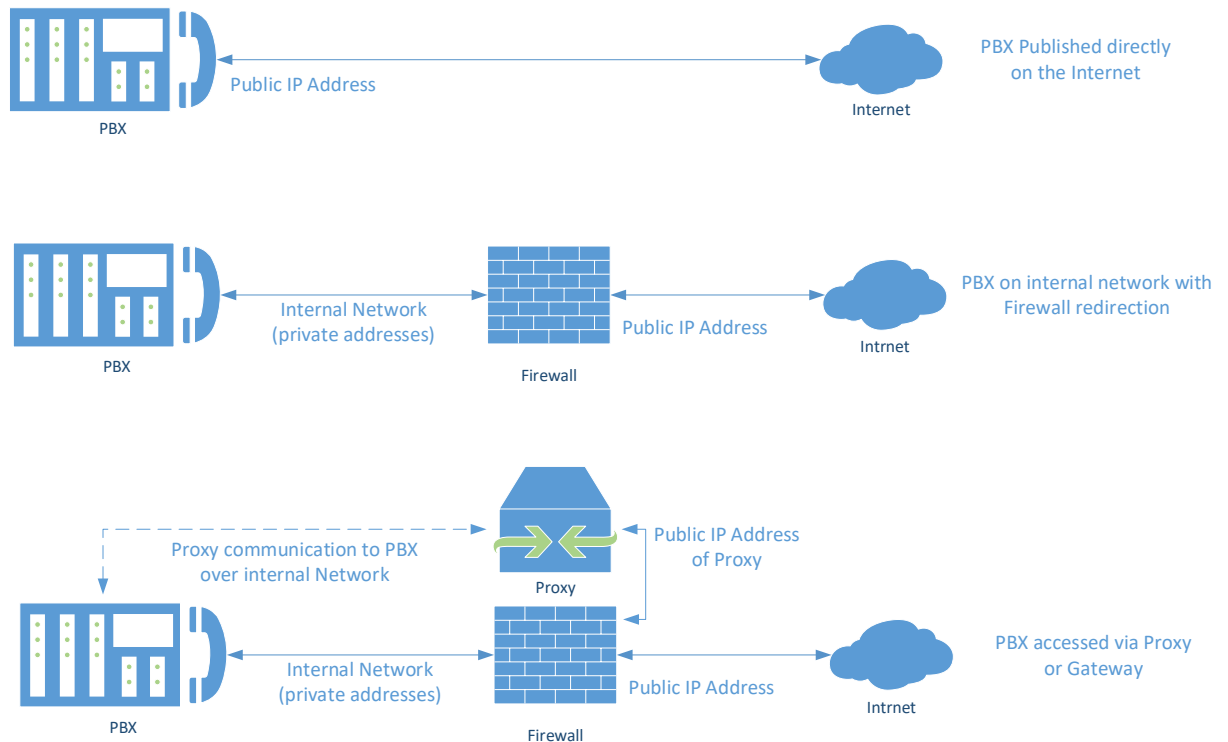 PBX Published directly
on the Internet
Public IP Address
Internet
PBX
PBX on internal network with
Firewall redirection
Internal Network
(private addresses)
Public IP Address
Intrnet
PBX
Firewall
Proxy communication to PBX
over internal Network
Public IP Address
of Proxy
Proxy
PBX accessed via Proxy
or Gateway
Internal Network
(private addresses)
Public IP Address
Intrnet
PBX
Firewall